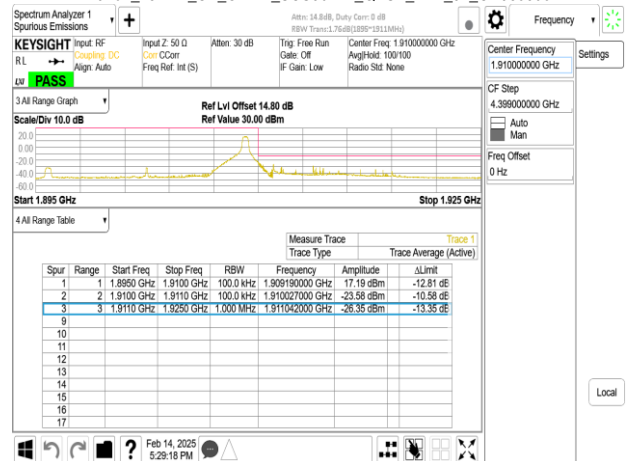 Spectrum Analyzer 1
Spurious Emissions
+
Attn: 14.8dB, Duty Corr: 0 dB
RBW Tranc:1.76dB(1895~1911MHz)
Frequency
KEYSIGHT
Input: RF
Input Z: 50 Ω
Atten: 30 dB
Trig: Free Run
Center Freq: 1.910000000 GHz
RL
Coupling: DC
Corr CCorr
Gate: Off
Avg|Hold: 100/100
Align: Auto
Freq Ref: Int (S)
IF Gain: Low
Radio Std: None
LXI
PASS
Center Frequency
1.910000000 GHz
Settings
CF Step
4.399000000 GHz
Auto
Man
Freq Offset
0 Hz
3 All Range Graph
Ref Lvl Offset 14.80 dB
Scale/Div 10.0 dB
Ref Value 30.00 dBm
20.0
0.00
-20.0
-40.0
-60.0
Start 1.895 GHz
Stop 1.925 GHz
4 All Range Table
Measure Trace Trace 1
Trace Type Trace Average (Active)
Spur Range Start Freq Stop Freq RBW Frequency Amplitude ΔLimit
1 1 1.8950 GHz 1.9100 GHz 100.0 kHz 1.909190000 GHz 17.19 dBm -12.81 dB
2 2 1.9100 GHz 1.9110 GHz 100.0 kHz 1.910027000 GHz -23.58 dBm -10.58 dB
3 3 1.9110 GHz 1.9250 GHz 1.000 MHz 1.911042000 GHz -26.35 dBm -13.35 dB
9
10
11
12
13
14
15
16
17
Local
?
Feb 14, 2025
5:29:18 PM